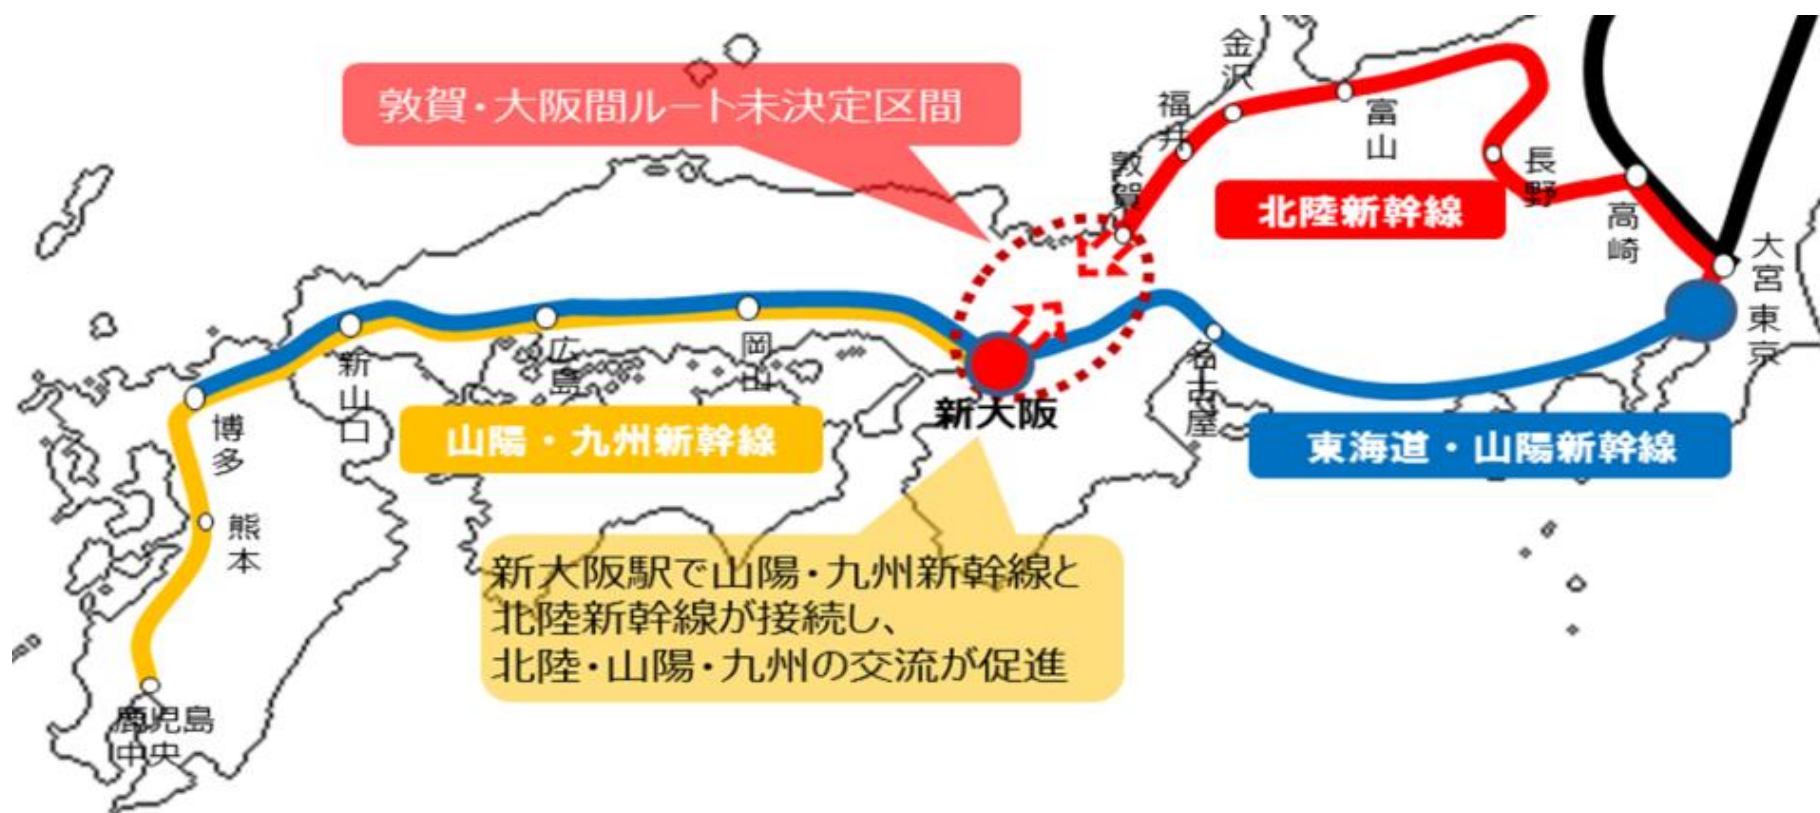 敦賀・大阪間ルート未決定区間
金沢
福井
敦賀
富山
長野
高崎
大宮
東京
北陸新幹線
名古屋
東海道・山陽新幹線
新大阪
岡山
広島
新山口
博多
山陽・九州新幹線
熊本
鹿児島
中央
新大阪駅で山陽・九州新幹線と
北陸新幹線が接続し、
北陸・山陽・九州の交流が促進